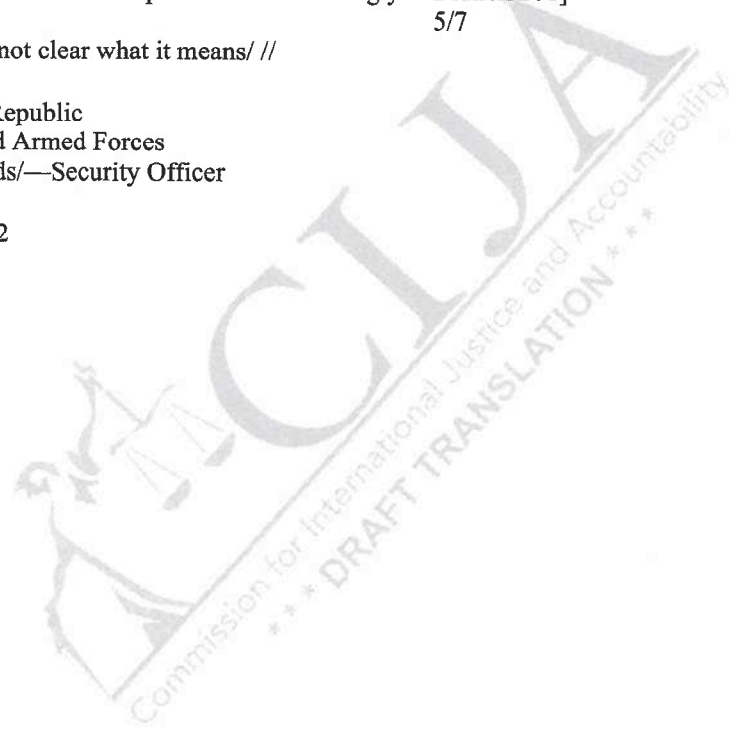 5/7
not clear what it means/ //
Republic
d Armed Forces
ds/—Security Officer
2
CIJA
Commission for International Justice and Accountability
* * * DRAFT TRANSLATION * * *